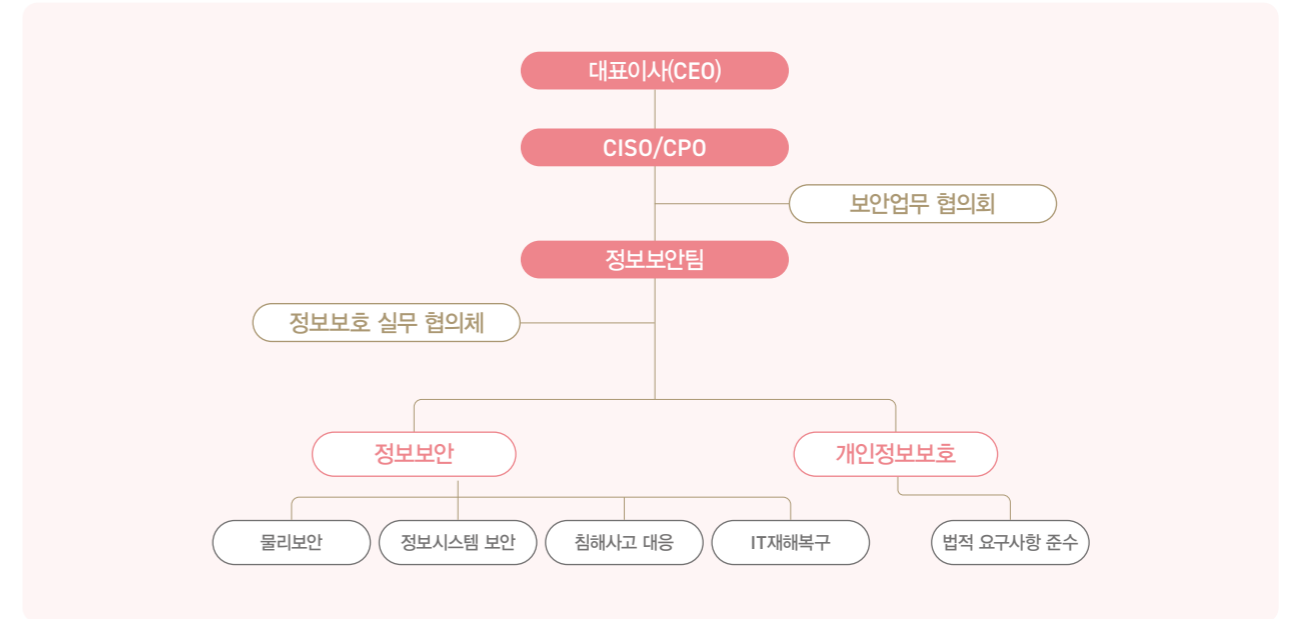 대표이사(CEO)
CISO/CPO
보안업무 협의회
정보보안팀
정보보호 실무 협의체
정보보안
개인정보보호
물리보안
정보시스템 보안
침해사고 대응
IT재해복구
법적 요구사항 준수